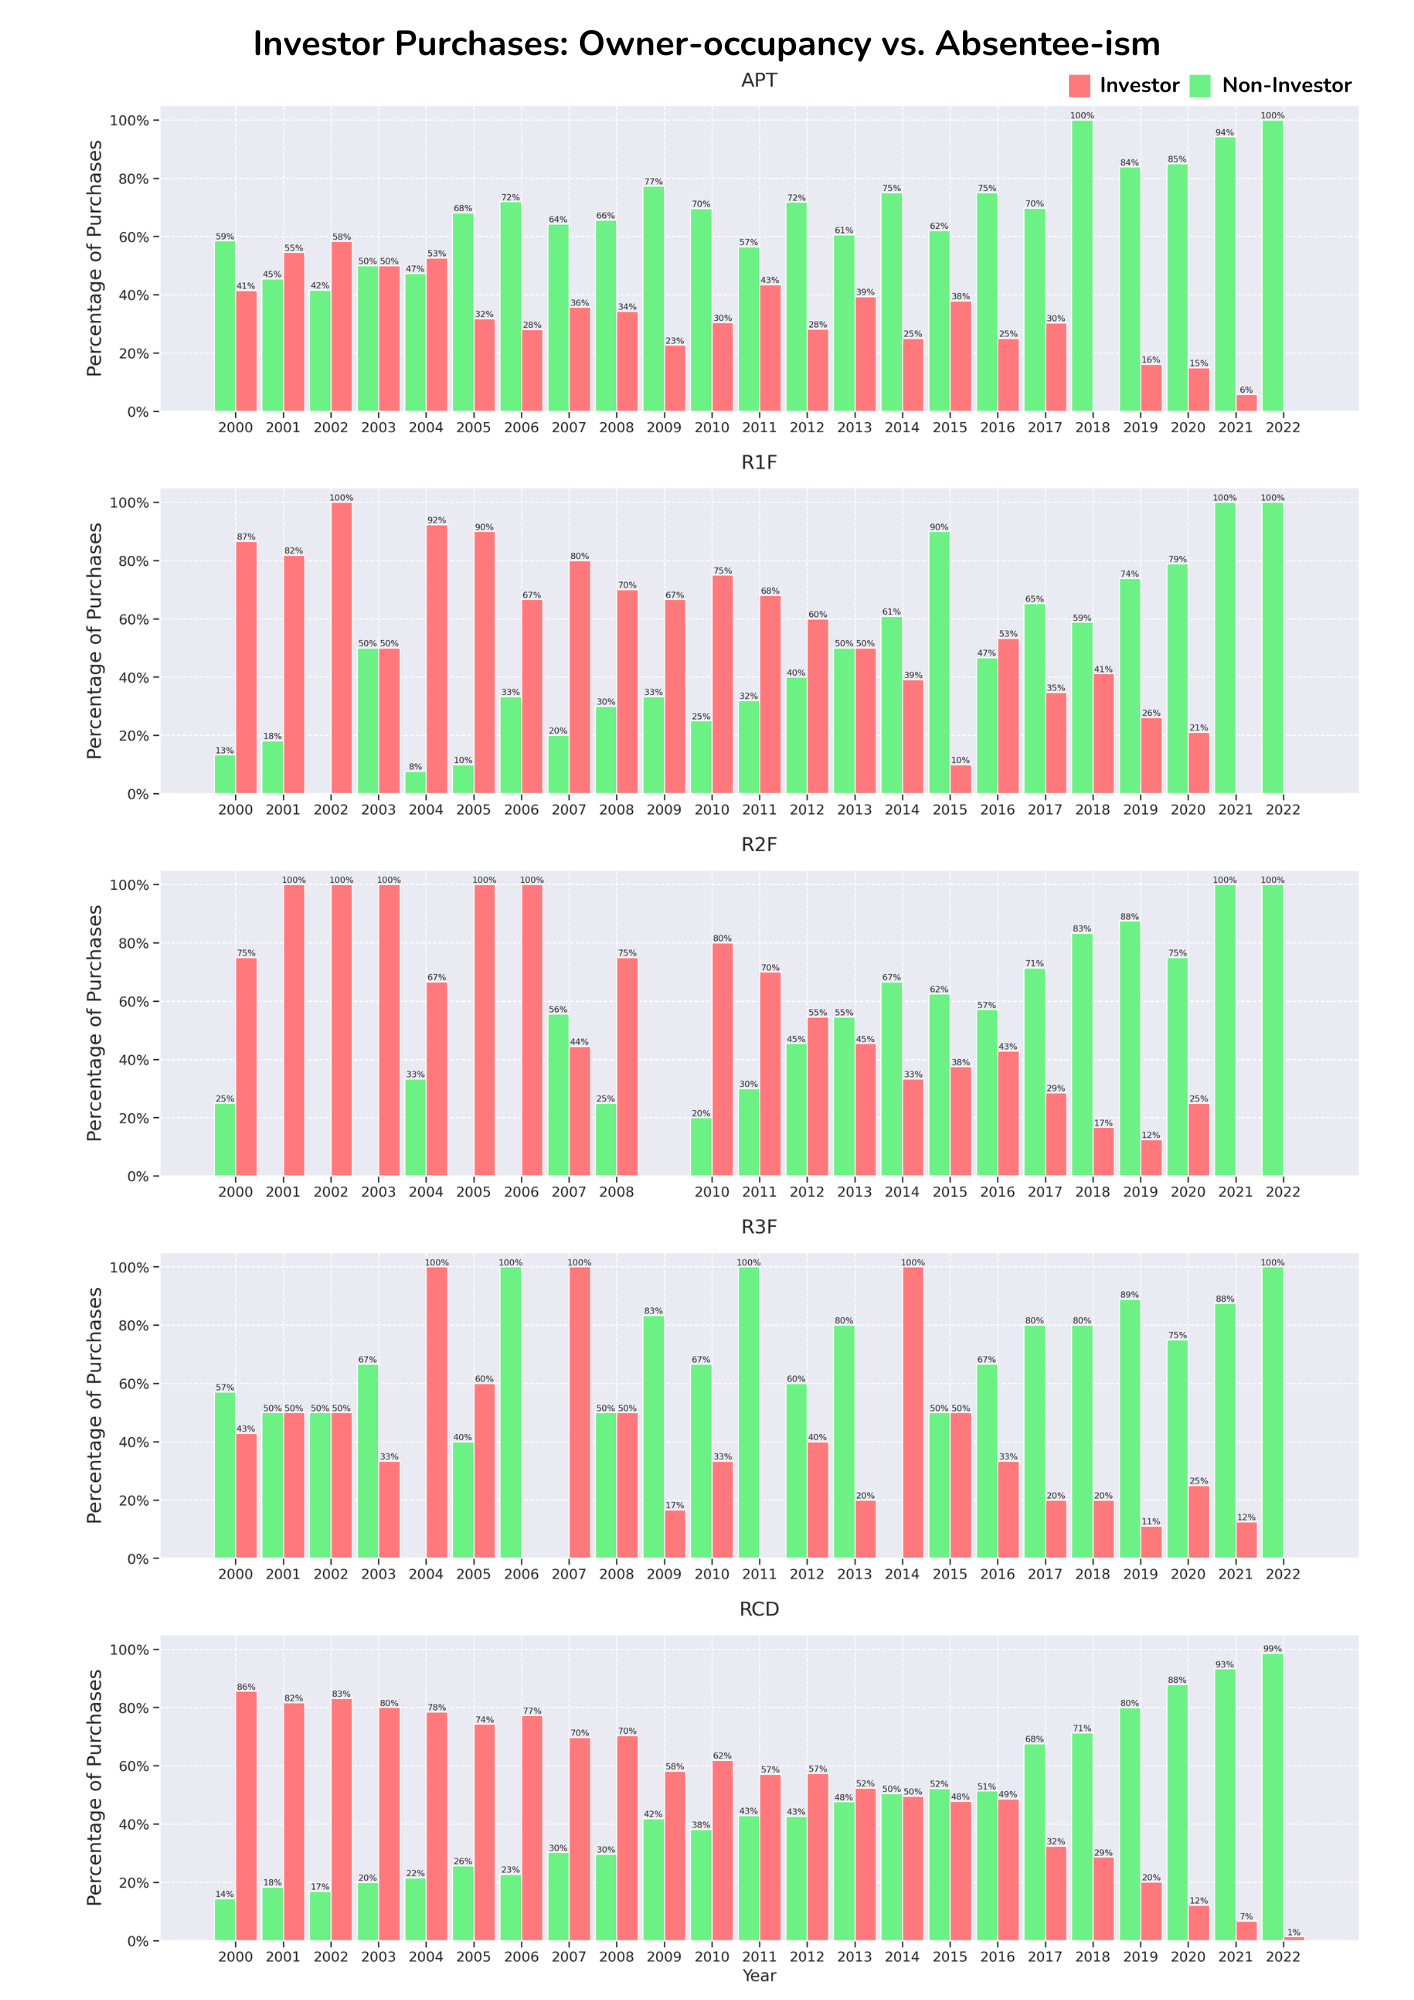 Investor Purchases: Owner-occupancy vs. Absentee-ism
APT
Investor Non-Investor
Percentage of Purchases
100%
80%
60%
40%
20%
0%
59% 41% 45% 55% 42% 58% 50% 50% 47% 53% 68% 32% 72% 28% 64% 36% 66% 34% 77% 23% 70% 30% 57% 43% 72% 28% 61% 39% 75% 25% 62% 38% 75% 25% 70% 30% 100% 84% 16% 85% 15% 94% 6% 100%
2000 2001 2002 2003 2004 2005 2006 2007 2008 2009 2010 2011 2012 2013 2014 2015 2016 2017 2018 2019 2020 2021 2022
R1F
Percentage of Purchases
100%
80%
60%
40%
20%
0%
13% 87% 18% 82% 100% 50% 50% 8% 92% 10% 90% 33% 67% 20% 80% 30% 70% 33% 67% 25% 75% 32% 68% 40% 60% 50% 50% 61% 39% 90% 10% 47% 53% 65% 35% 59% 41% 74% 26% 79% 21% 100% 100%
2000 2001 2002 2003 2004 2005 2006 2007 2008 2009 2010 2011 2012 2013 2014 2015 2016 2017 2018 2019 2020 2021 2022
R2F
Percentage of Purchases
100%
80%
60%
40%
20%
0%
25% 75% 100% 100% 100% 33% 67% 100% 100% 56% 44% 25% 75% 20% 80% 30% 70% 45% 55% 55% 45% 67% 33% 62% 38% 57% 43% 71% 29% 83% 17% 88% 12% 75% 25% 100% 100%
2000 2001 2002 2003 2004 2005 2006 2007 2008 2010 2011 2012 2013 2014 2015 2016 2017 2018 2019 2020 2021 2022
R3F
Percentage of Purchases
100%
80%
60%
40%
20%
0%
57% 43% 50% 50% 50% 50% 67% 33% 100% 40% 60% 100% 100% 50% 50% 83% 17% 67% 33% 100% 60% 40% 80% 20% 100% 50% 50% 67% 33% 80% 20% 80% 20% 89% 11% 75% 25% 88% 12% 100%
2000 2001 2002 2003 2004 2005 2006 2007 2008 2009 2010 2011 2012 2013 2014 2015 2016 2017 2018 2019 2020 2021 2022
RCD
Percentage of Purchases
100%
80%
60%
40%
20%
0%
14% 86% 18% 82% 17% 83% 20% 80% 22% 78% 26% 74% 23% 77% 30% 70% 30% 70% 42% 58% 38% 62% 43% 57% 43% 57% 48% 52% 50% 50% 52% 48% 51% 49% 68% 32% 71% 29% 80% 20% 88% 12% 93% 7% 99% 1%
2000 2001 2002 2003 2004 2005 2006 2007 2008 2009 2010 2011 2012 2013 2014 2015 2016 2017 2018 2019 2020 2021 2022
Year